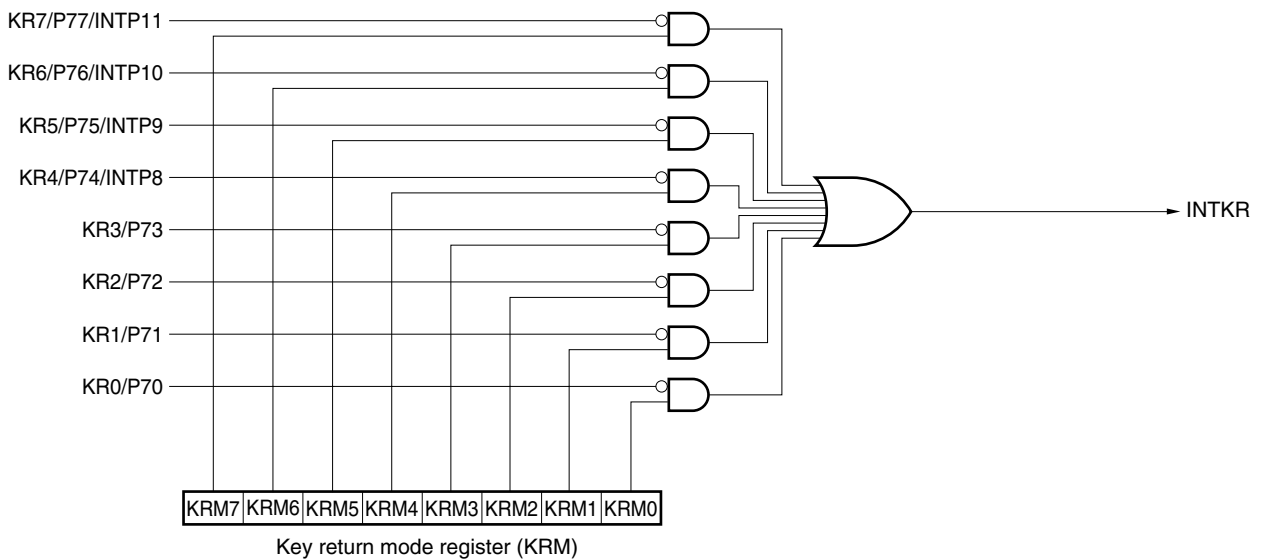 KR7/P77/INTP11
KR6/P76/INTP10
KR5/P75/INTP9
KR4/P74/INTP8
INTKR
KR3/P73
KR2/P72
KR1/P71
KR0/P70
KRM7 KRM6 KRM5 KRM4 KRM3 KRM2 KRM1 KRM0
Key return mode register (KRM)